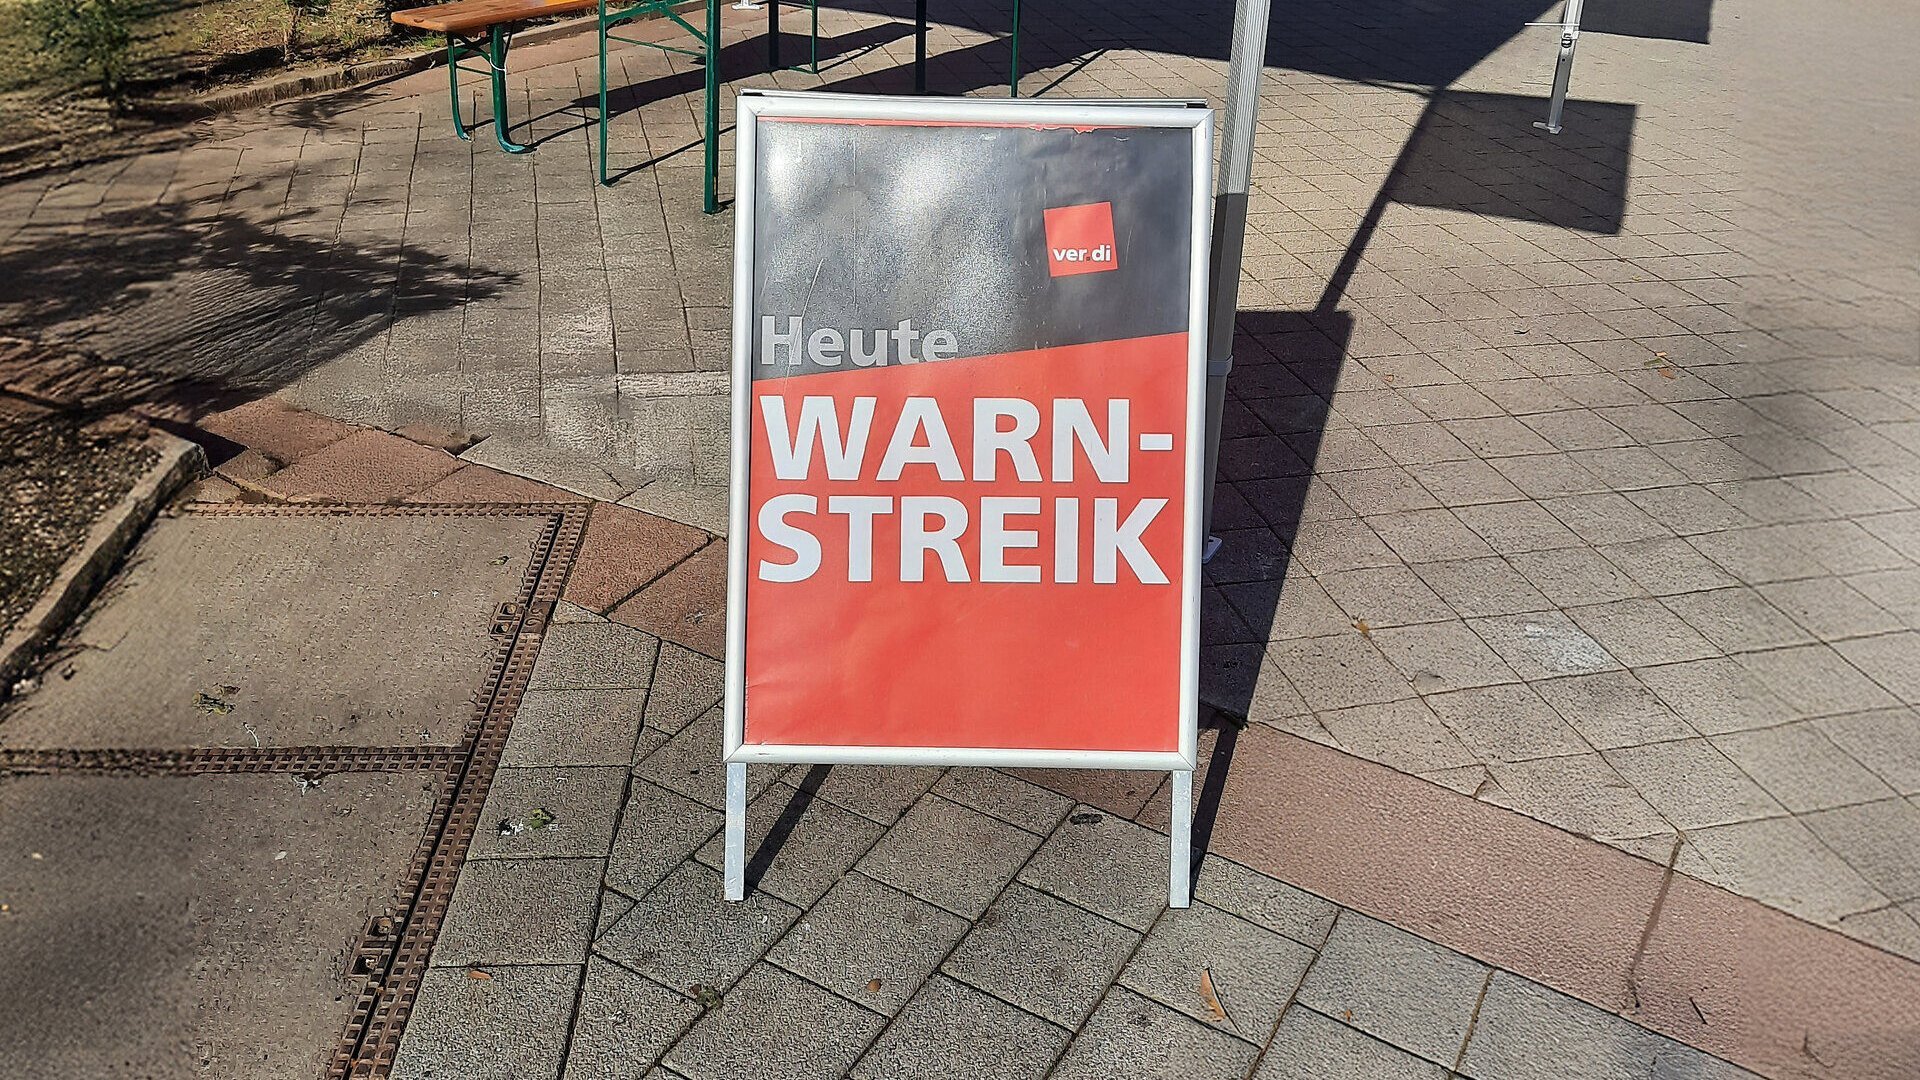 ver.di
Heute
WARN-
STREIK